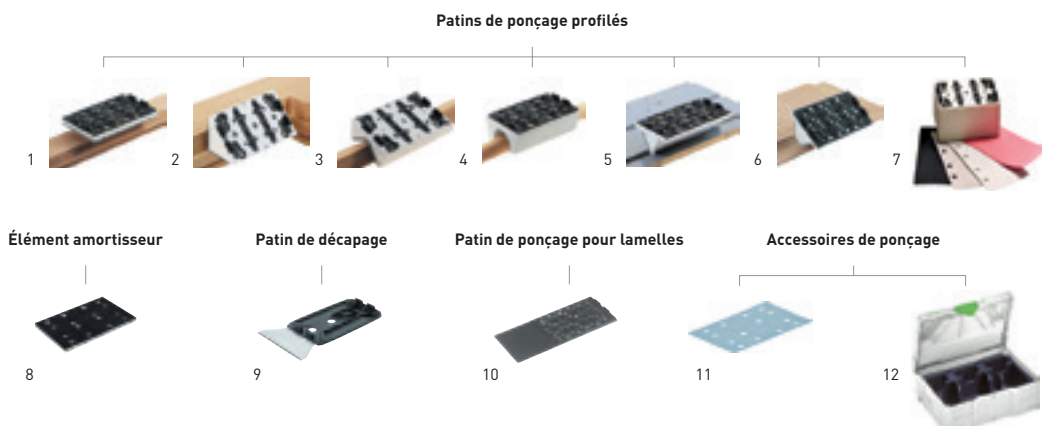 Patins de ponçage profilés
1 2 3 4 5 6 7
Élément amortisseur Patin de décapage Patin de ponçage pour lamelles Accessoires de ponçage
8 9 10 11 12